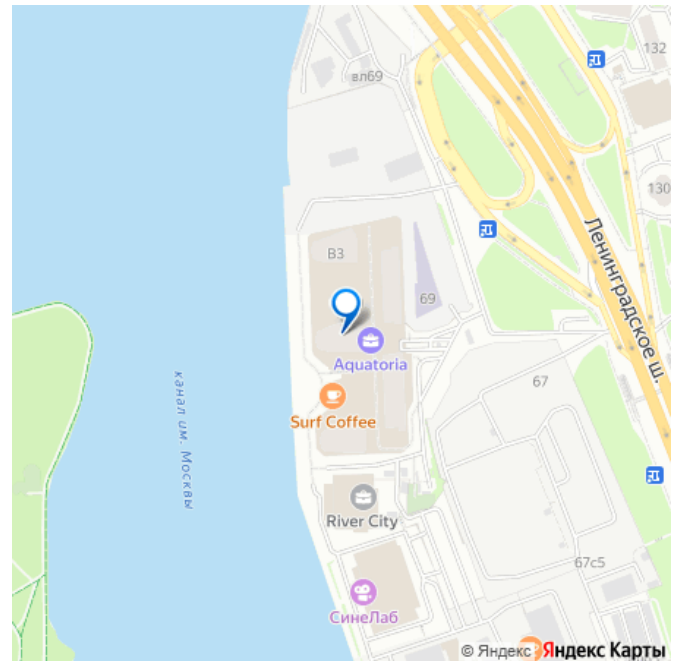 132
вл69
130
Ленинградское ш.
В3
69
Aquatoria
67
Surf Coffee
канал им. Москвы
River City
67с5
СинеЛаб
© Яндекс Яндекс Карты